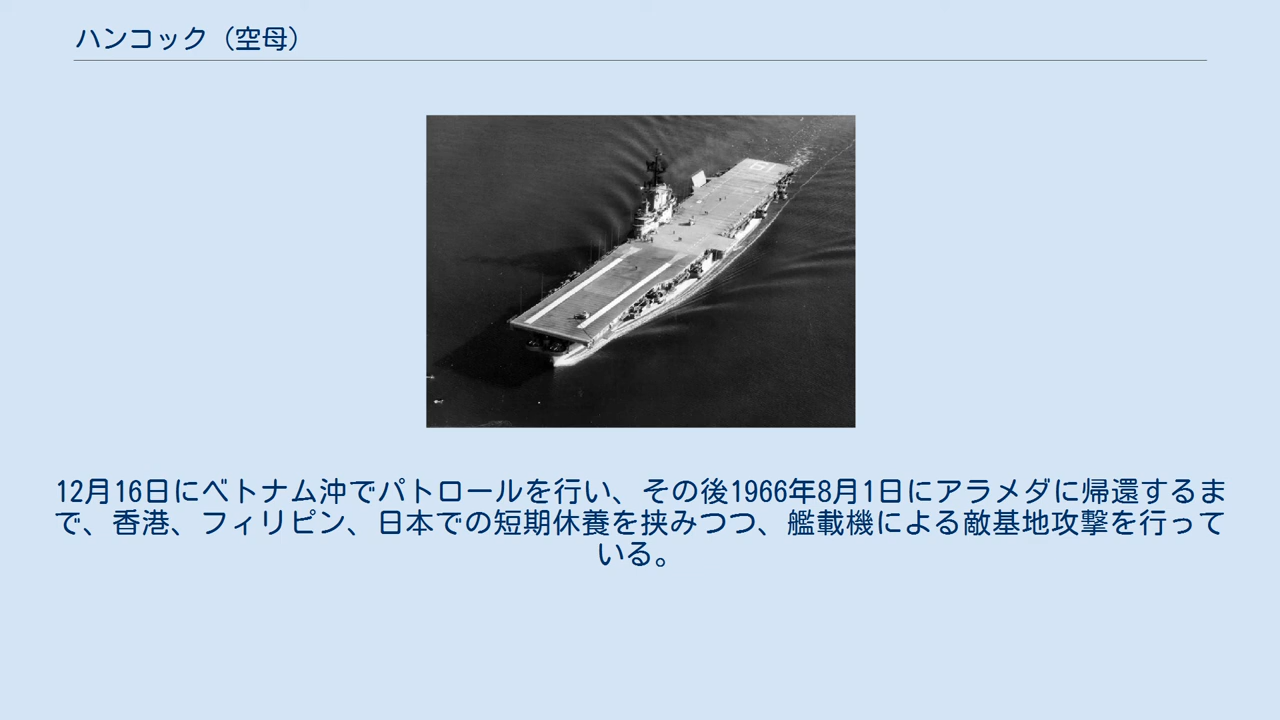 ハンコック（空母）
12月16日にベトナム沖でパトロールを行い、その後1966年8月1日にアラメダに帰還するま
で、香港、フィリピン、日本での短期休養を挟みつつ、艦載機による敵基地攻撃を行って
いる。